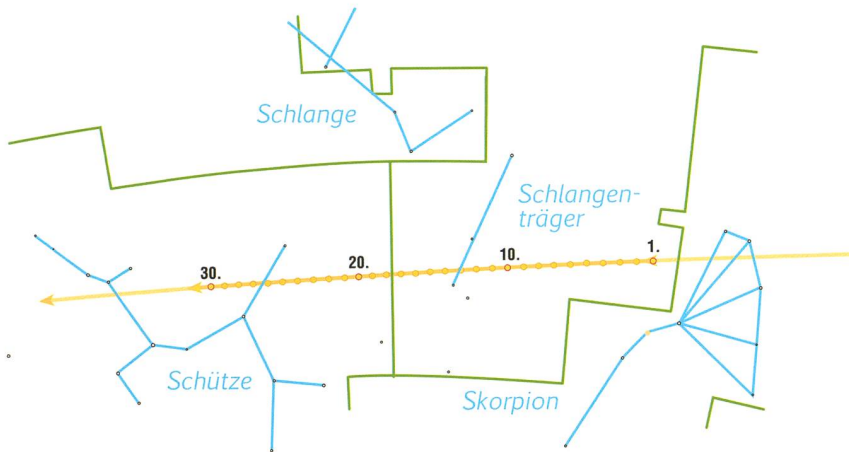 Schlange
Schlangen-
träger
1.
10.
20.
30.
Schütze
Skorpion